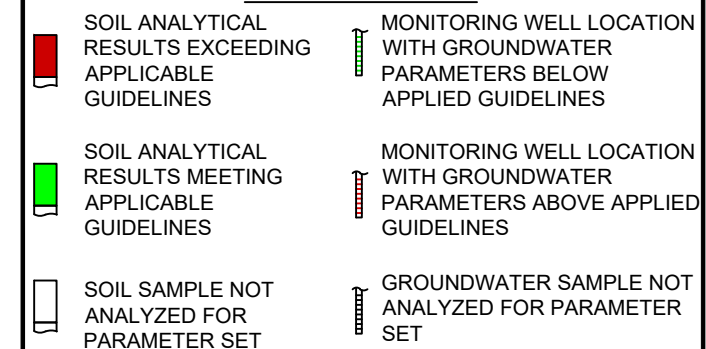 SOIL ANALYTICAL
RESULTS EXCEEDING
APPLICABLE
GUIDELINES
MONITORING WELL LOCATION
WITH GROUNDWATER
PARAMETERS BELOW
APPLIED GUIDELINES
SOIL ANALYTICAL
RESULTS MEETING
APPLICABLE
GUIDELINES
MONITORING WELL LOCATION
WITH GROUNDWATER
PARAMETERS ABOVE APPLIED
GUIDELINES
SOIL SAMPLE NOT
ANALYZED FOR
PARAMETER SET
GROUNDWATER SAMPLE NOT
ANALYZED FOR PARAMETER
SET